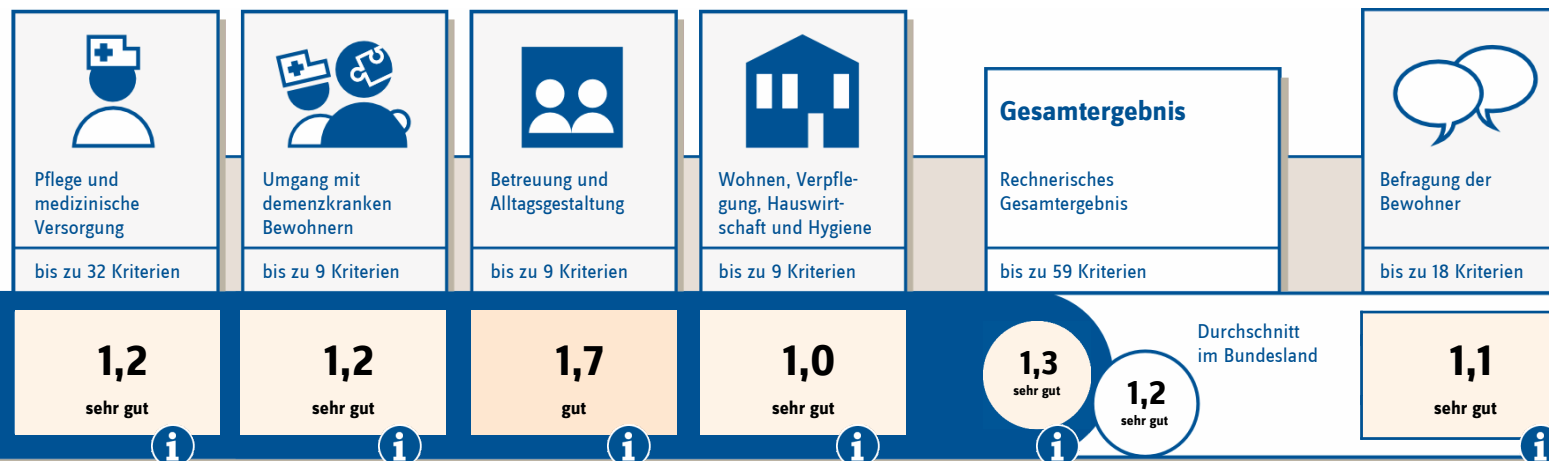 Pflege und
medizinische
Versorgung
bis zu 32 Kriterien
1,2
sehr gut
Umgang mit
demenzkranken
Bewohnern
bis zu 9 Kriterien
1,2
sehr gut
Betreuung und
Alltagsgestaltung
bis zu 9 Kriterien
1,7
gut
Wohnen, Verpfle-
gung, Hauswirt-
schaft und Hygiene
bis zu 9 Kriterien
1,0
sehr gut
Gesamtergebnis
Rechnerisches
Gesamtergebnis
bis zu 59 Kriterien
1,3
sehr gut
Durchschnitt
im Bundesland
1,2
sehr gut
Befragung der
Bewohner
bis zu 18 Kriterien
1,1
sehr gut